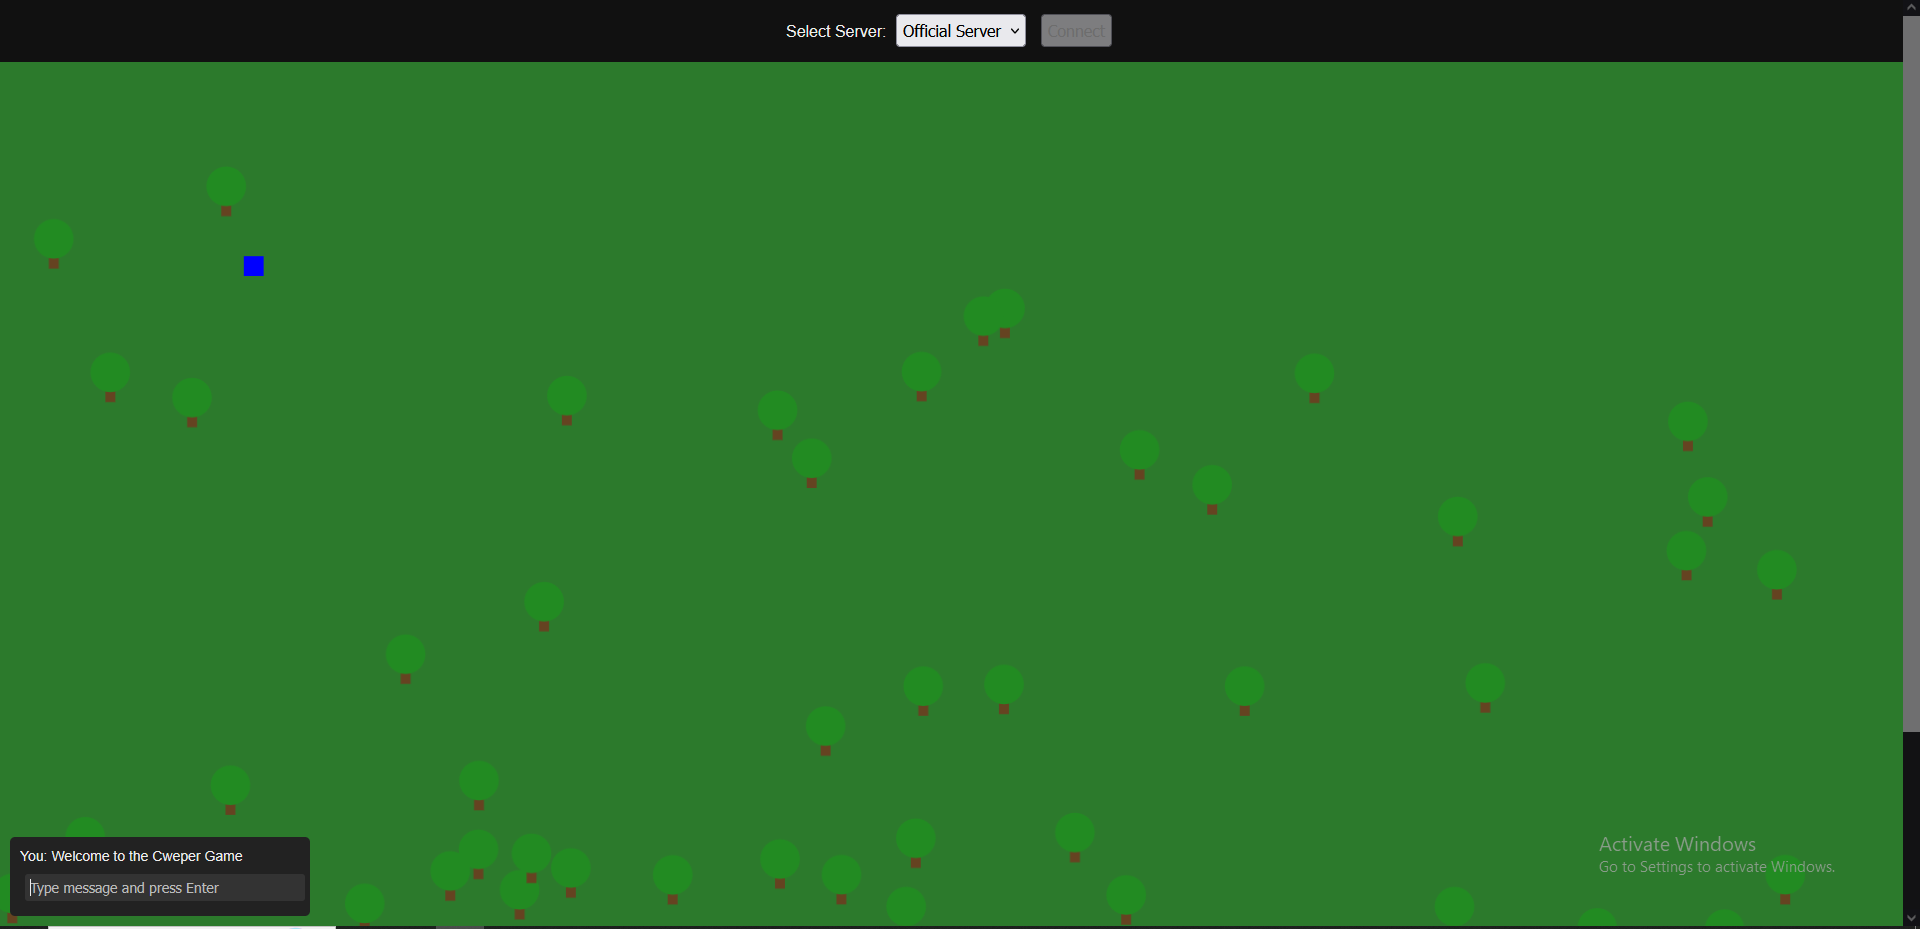 Select Server: Official Server Connect
You: Welcome to the Cweper Game
Type message and press Enter
Activate Windows
Go to Settings to activate Windows.